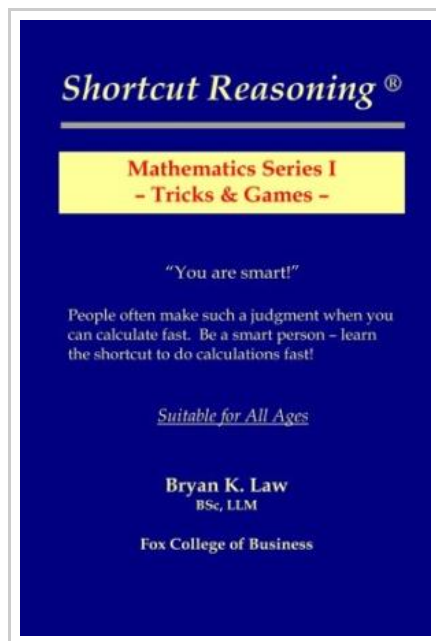 Shortcut Reasoning ®
Mathematics Series I
– Tricks & Games –
“You are smart!”
People often make such a judgment when you
can calculate fast. Be a smart person – learn
the shortcut to do calculations fast!
Suitable for All Ages
Bryan K. Law
BSc, LLM
Fox College of Business